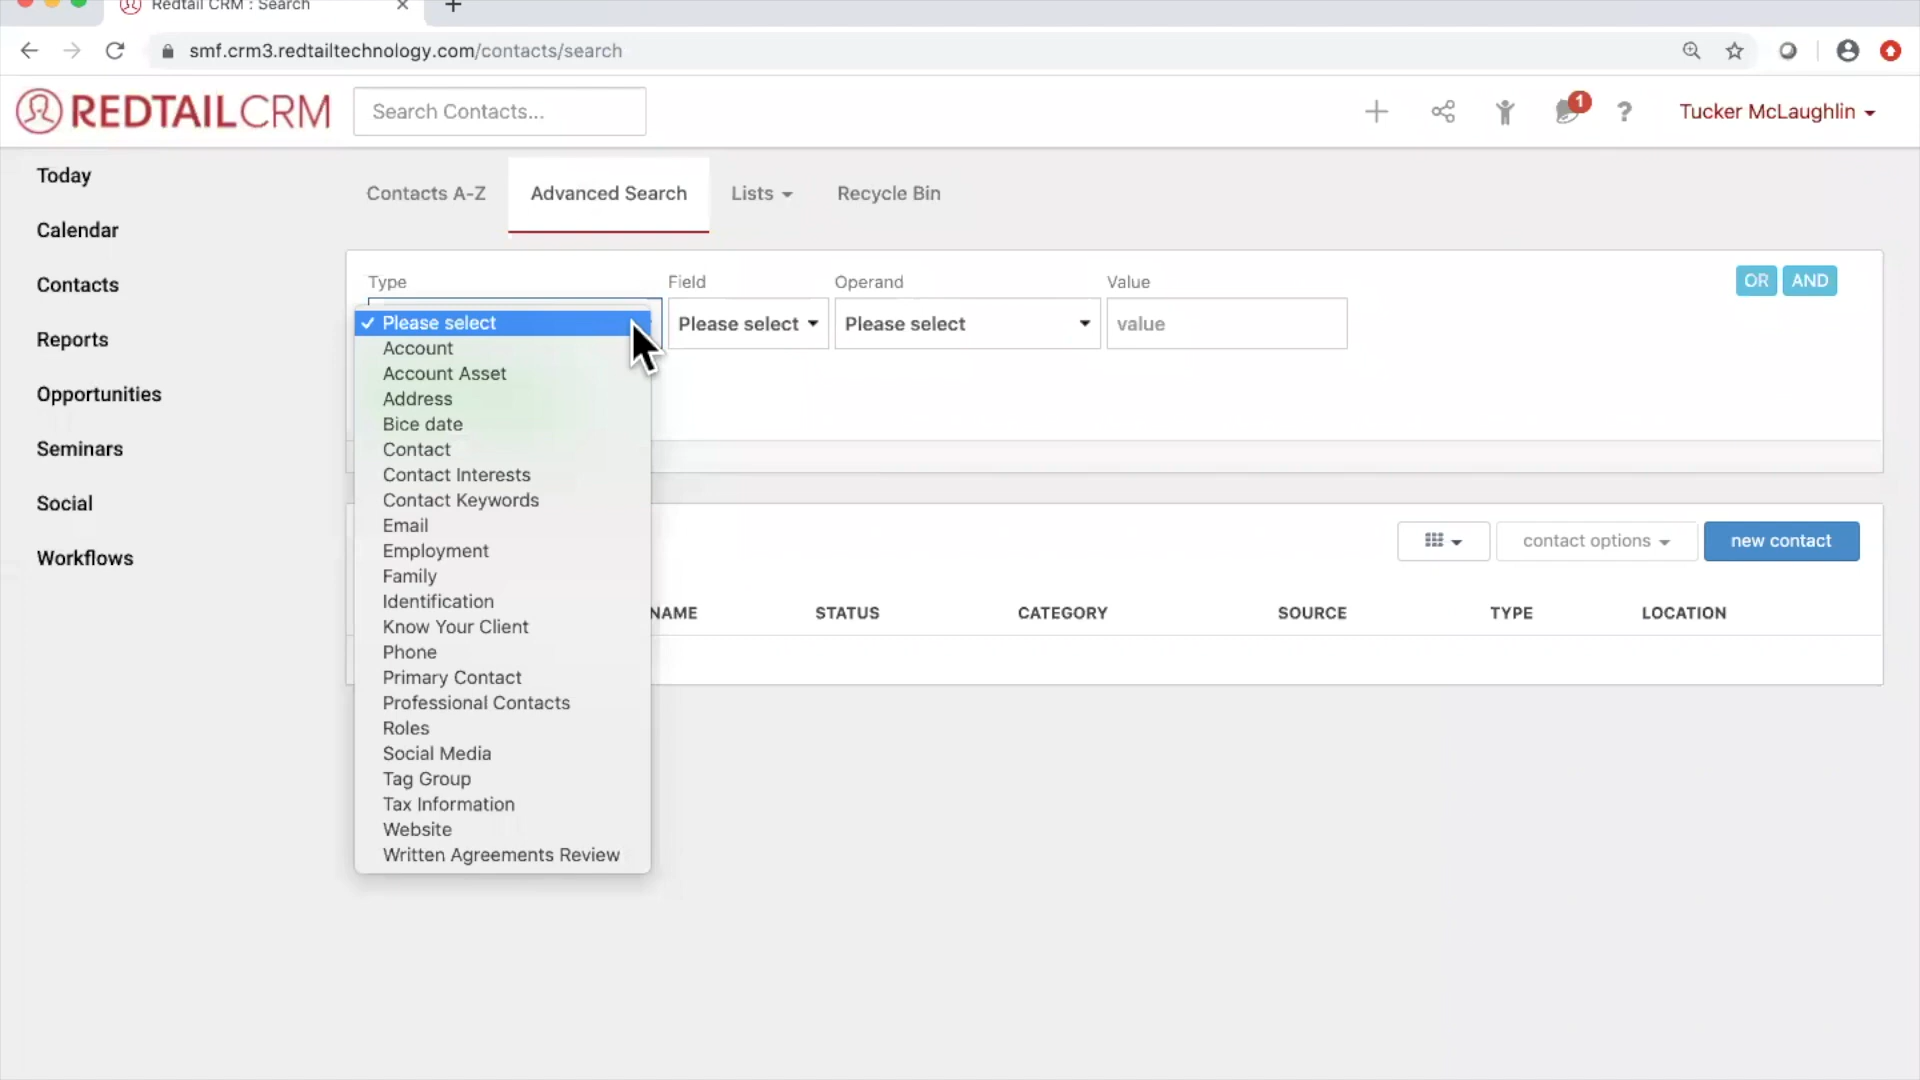 Redtail CRM : Search
smf.crm3.redtailtechnology.com/contacts/search
REDTAILCRM
Search Contacts...
1
?
Tucker McLaughlin
Today
Calendar
Contacts
Reports
Opportunities
Seminars
Social
Workflows
Contacts A-Z
Advanced Search
Lists
Recycle Bin
Type
Field
Operand
Value
OR
AND
Please select
Please select
Please select
value
Account
Account Asset
Address
Bice date
Contact
Contact Interests
Contact Keywords
Email
Employment
Family
Identification
Know Your Client
Phone
Primary Contact
Professional Contacts
Roles
Social Media
Tag Group
Tax Information
Website
Written Agreements Review
contact options
new contact
NAME
STATUS
CATEGORY
SOURCE
TYPE
LOCATION